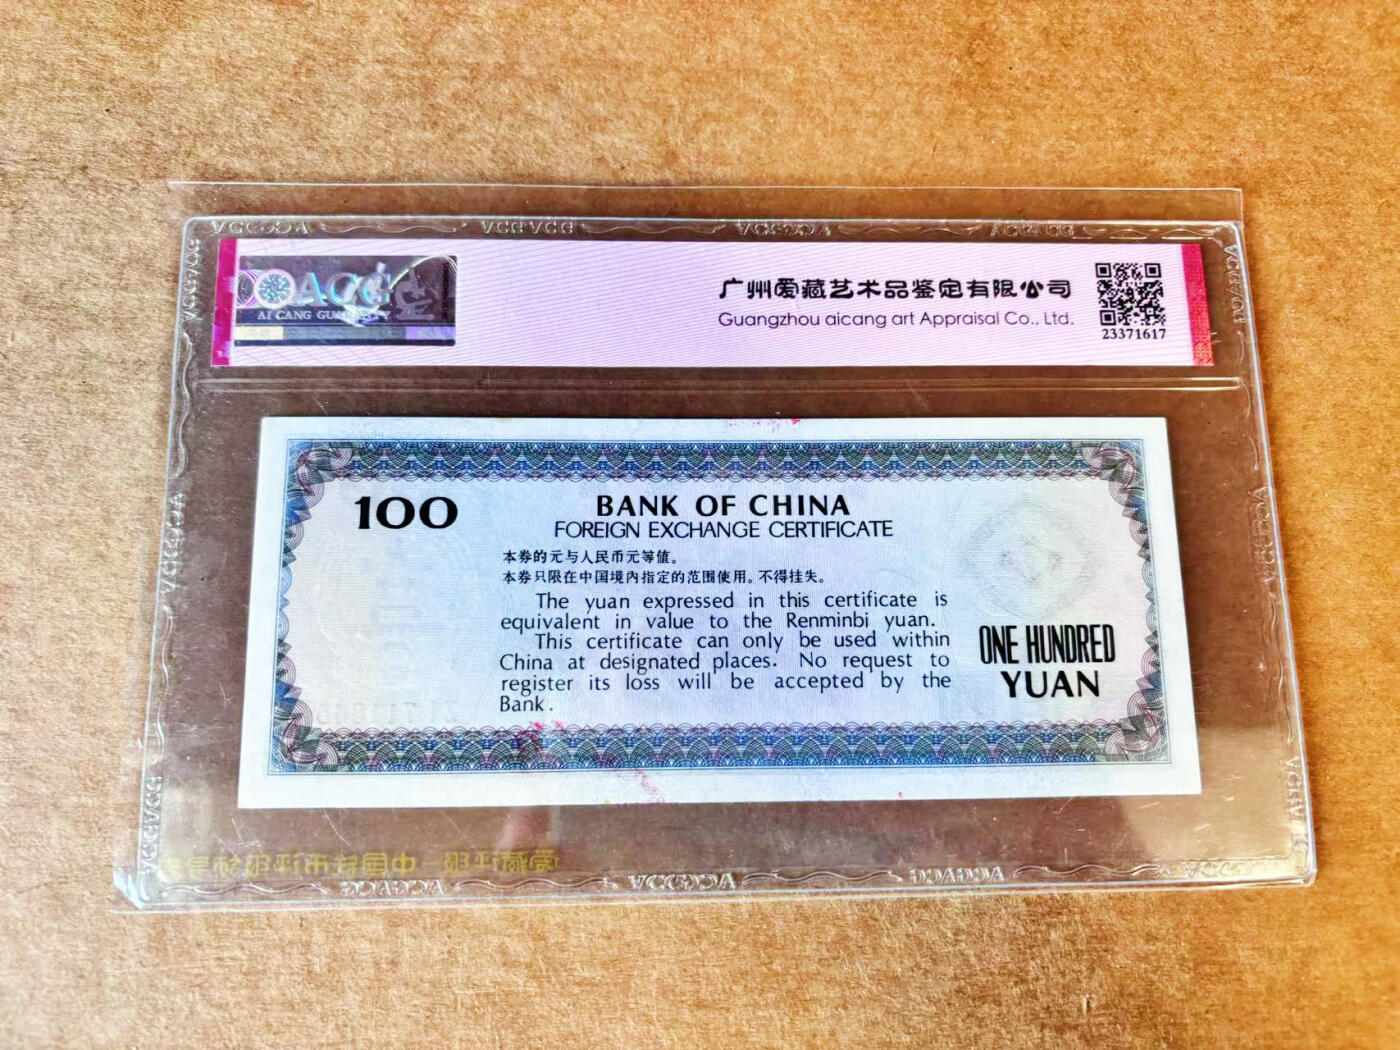 ACG
AI CANG GUARANTY
广州爱藏艺术品鉴定有限公司
Guangzhou aicang art Appraisal Co., Ltd.
23371617
100
BANK OF CHINA
FOREIGN EXCHANGE CERTIFICATE
本券的元与人民币元等值。
本券只限在中国境内指定的范围使用。不得挂失。
The yuan expressed in this certificate is
equivalent in value to the Renminbi yuan.
This certificate can only be used within
China at designated places. No request to
register its loss will be accepted by the
Bank.
ONE HUNDRED
YUAN